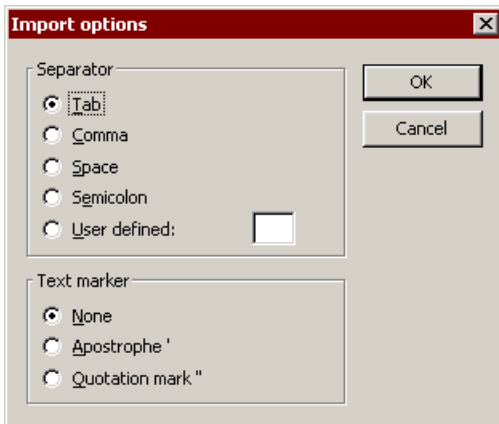 Import options
Separator
Tab
Comma
Space
Semicolon
User defined:
OK
Cancel
Text marker
None
Apostrophe '
Quotation mark "